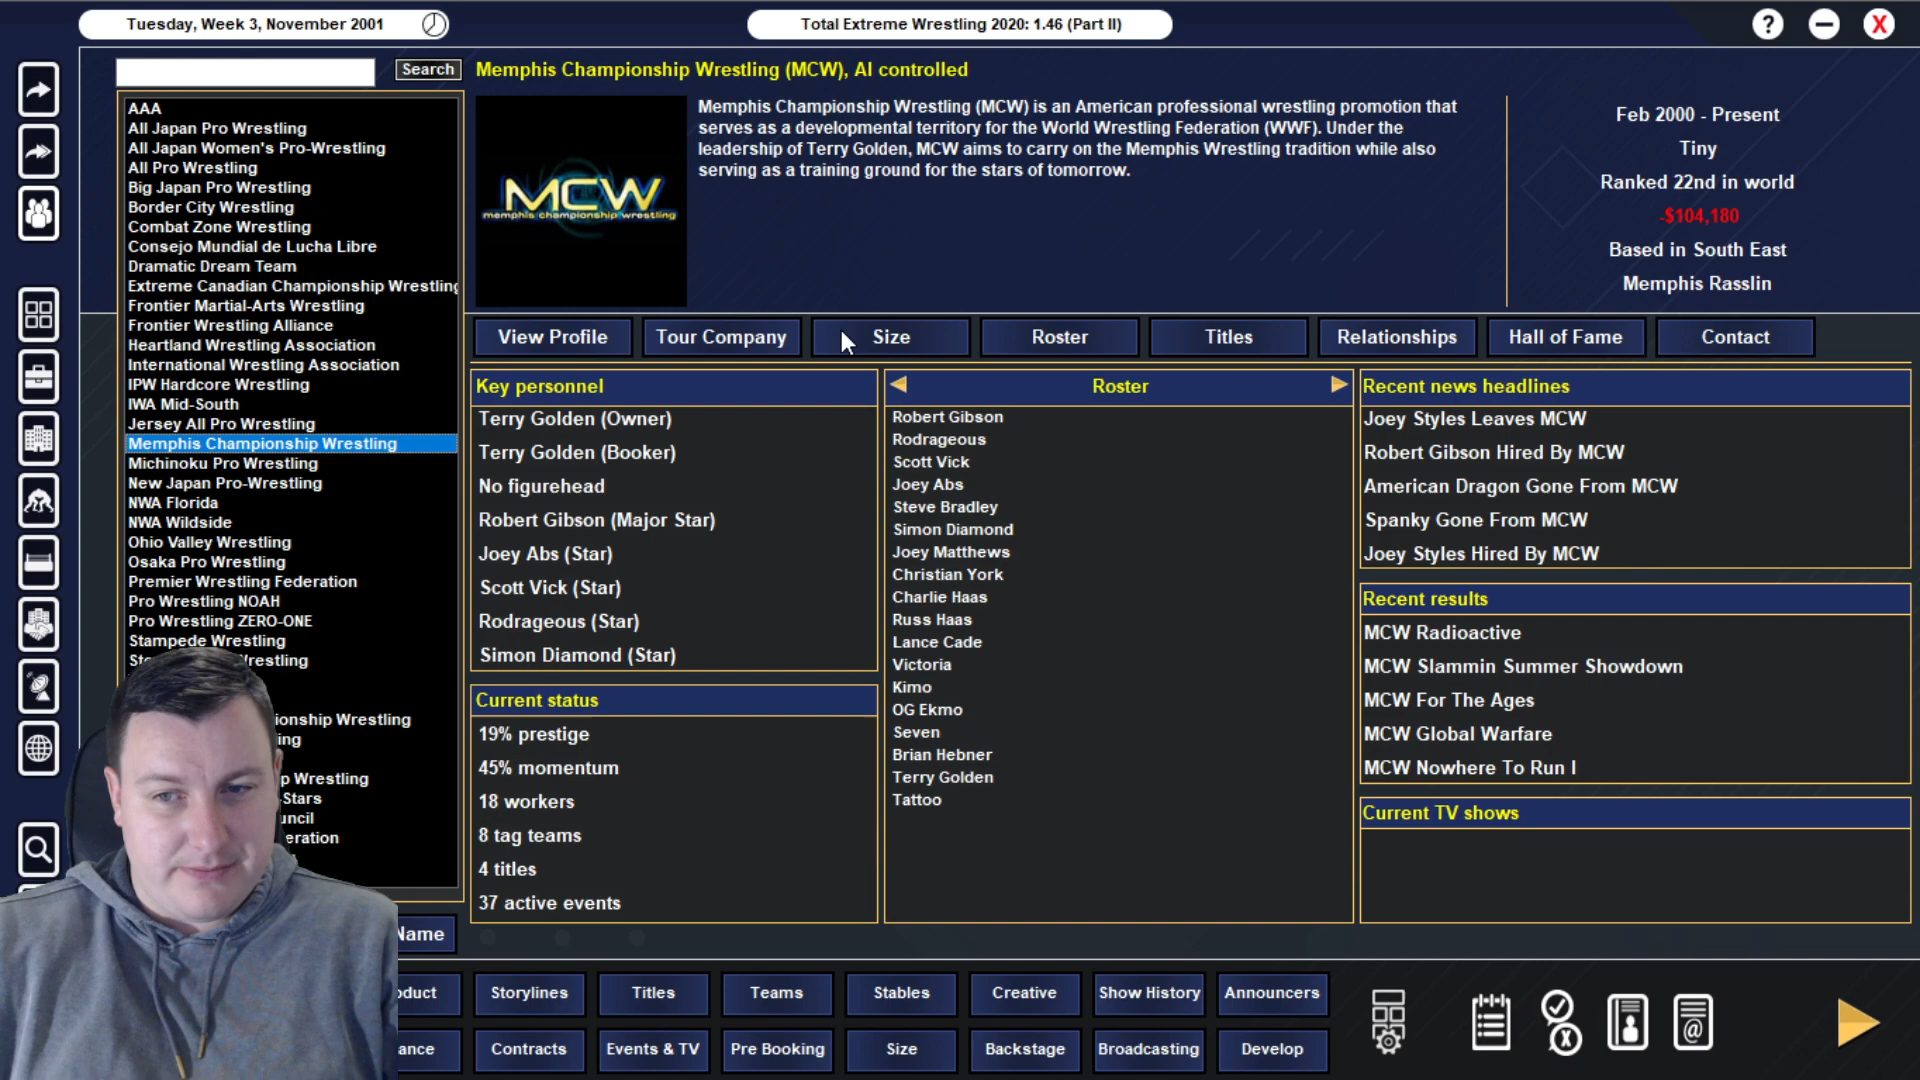 Tuesday, Week 3, November 2001
Total Extreme Wrestling 2020: 1.46 (Part II)
?
X
Search
Memphis Championship Wrestling (MCW), AI controlled
AAA
All Japan Pro Wrestling
All Japan Women's Pro-Wrestling
All Pro Wrestling
Big Japan Pro Wrestling
Border City Wrestling
Combat Zone Wrestling
Consejo Mundial de Lucha Libre
Dramatic Dream Team
Extreme Canadian Championship Wrestling
Frontier Martial-Arts Wrestling
Frontier Wrestling Alliance
Heartland Wrestling Association
International Wrestling Association
IPW Hardcore Wrestling
IWA Mid-South
Jersey All Pro Wrestling
Memphis Championship Wrestling
Michinoku Pro Wrestling
New Japan Pro-Wrestling
NWA Florida
NWA Wildside
Ohio Valley Wrestling
Osaka Pro Wrestling
Premier Wrestling Federation
Pro Wrestling NOAH
Pro Wrestling ZERO-ONE
Stampede Wrestling
Wrestling
ionship Wrestling
ing
p Wrestling
Stars
uncil
eration
Name
MCW
memphis championship wrestling
Memphis Championship Wrestling (MCW) is an American professional wrestling promotion that
serves as a developmental territory for the World Wrestling Federation (WWF). Under the
leadership of Terry Golden, MCW aims to carry on the Memphis Wrestling tradition while also
serving as a training ground for the stars of tomorrow.
Feb 2000 - Present
Tiny
Ranked 22nd in world
-$104,180
Based in South East
Memphis Rasslin
View Profile
Tour Company
Size
Roster
Titles
Relationships
Hall of Fame
Contact
Key personnel
Terry Golden (Owner)
Terry Golden (Booker)
No figurehead
Robert Gibson (Major Star)
Joey Abs (Star)
Scott Vick (Star)
Rodrageous (Star)
Simon Diamond (Star)
Current status
19% prestige
45% momentum
18 workers
8 tag teams
4 titles
37 active events
Roster
Robert Gibson
Rodrageous
Scott Vick
Joey Abs
Steve Bradley
Simon Diamond
Joey Matthews
Christian York
Charlie Haas
Russ Haas
Lance Cade
Victoria
Kimo
OG Ekmo
Seven
Brian Hebner
Terry Golden
Tattoo
Recent news headlines
Joey Styles Leaves MCW
Robert Gibson Hired By MCW
American Dragon Gone From MCW
Spanky Gone From MCW
Joey Styles Hired By MCW
Recent results
MCW Radioactive
MCW Slammin Summer Showdown
MCW For The Ages
MCW Global Warfare
MCW Nowhere To Run I
Current TV shows
oduct
Storylines
Titles
Teams
Stables
Creative
Show History
Announcers
ance
Contracts
Events & TV
Pre Booking
Size
Backstage
Broadcasting
Develop